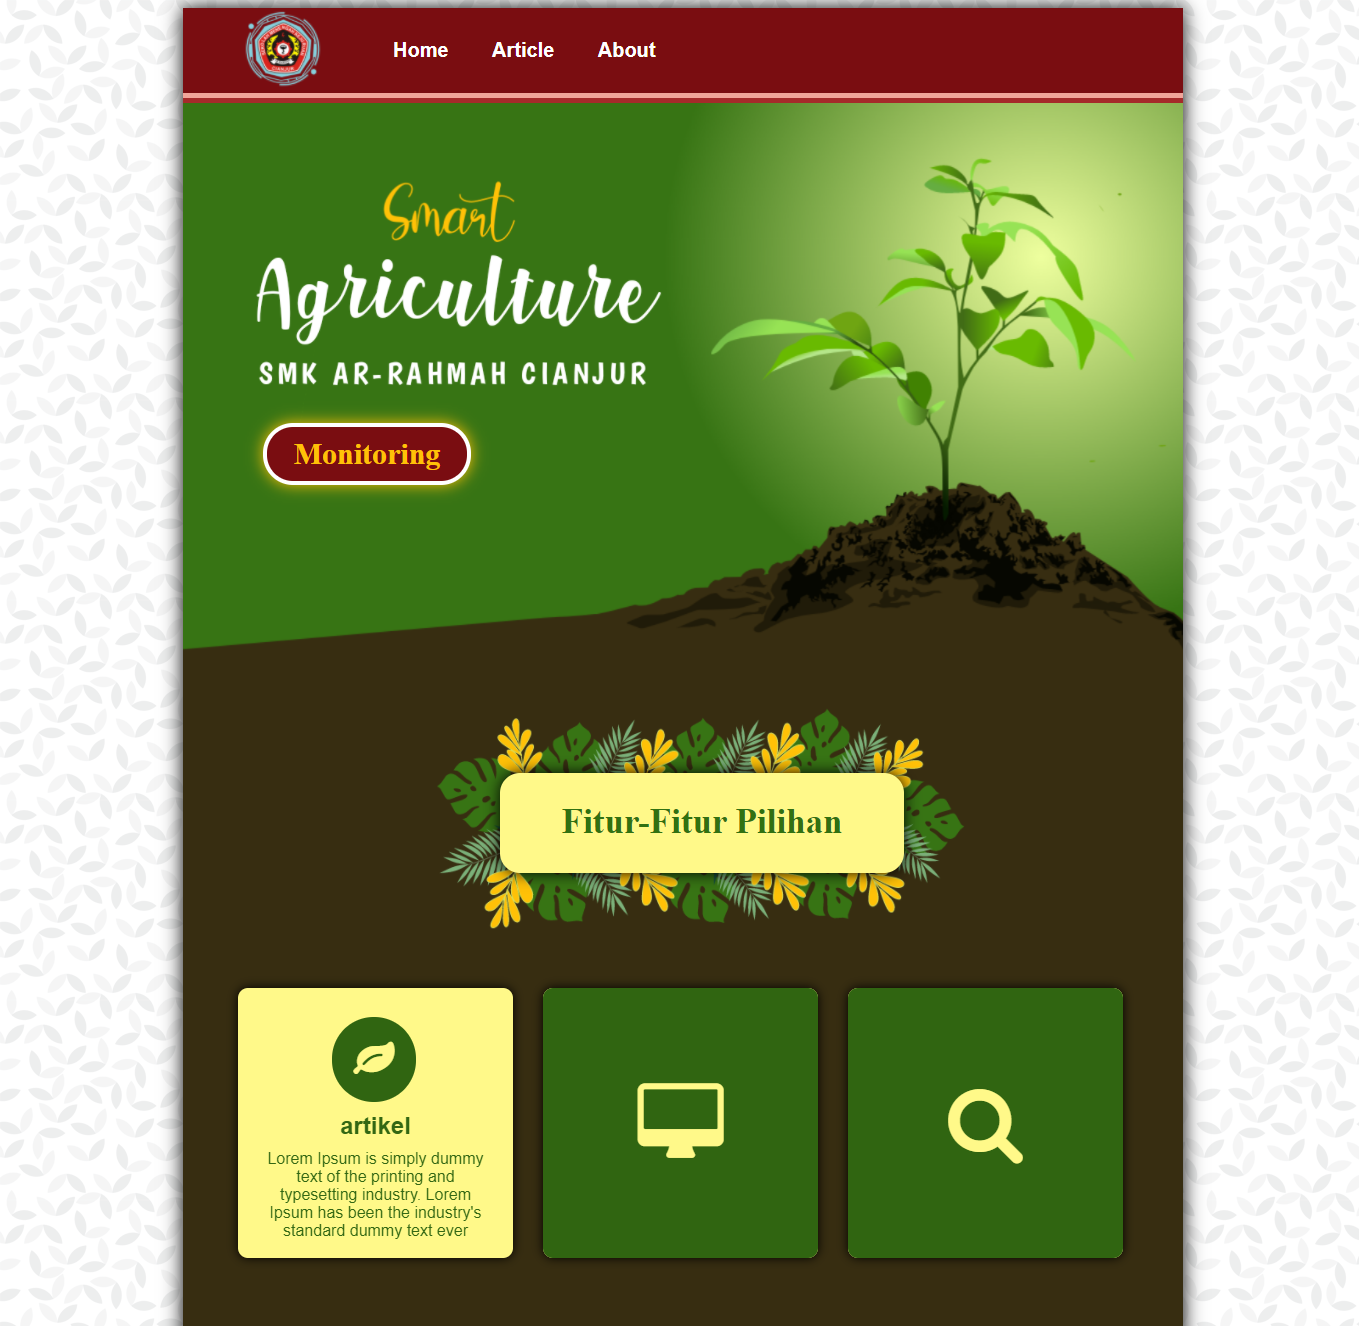 Home Article About
Smart
Agriculture
SMK AR-RAHMAH CIANJUR
Monitoring
Fitur-Fitur Pilihan
artikel
Lorem Ipsum is simply dummy
text of the printing and
typesetting industry. Lorem
Ipsum has been the industry's
standard dummy text ever